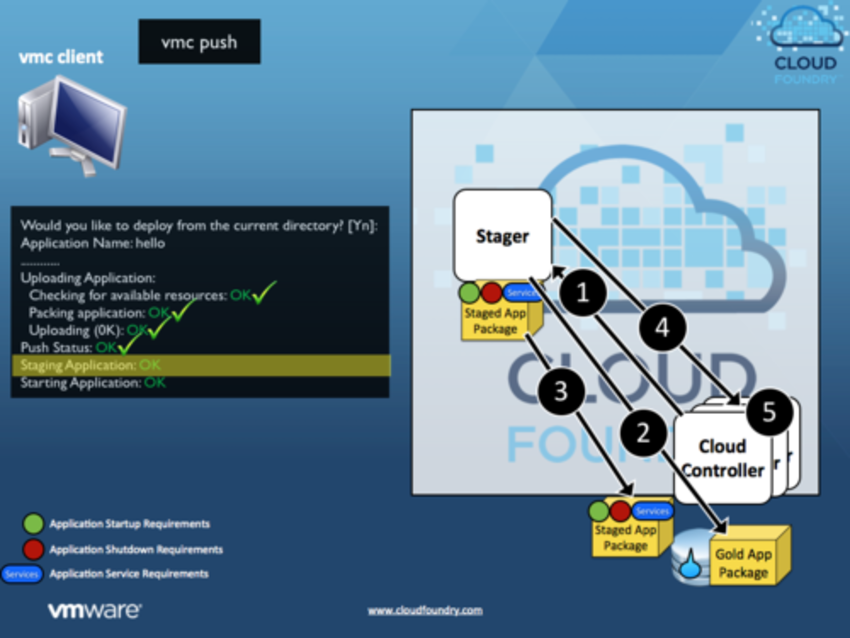 vmc push
vmc client
CLOUD
FOUNDRY
Would you like to deploy from the current directory? [Yn]:
Application Name: hello
............
Uploading Application:
Checking for available resources: OK
Packing application: OK
Uploading (0K): OK
Push Status: OK
Staging Application: OK
Starting Application: OK
Stager
Services
Staged App
Package
1
4
3
2
5
CLOUD
FOU
Cloud
Controller
r
r
Services
Staged App
Package
Gold App
Package
Application Startup Requirements
Application Shutdown Requirements
Services
Application Service Requirements
vmware
www.cloudfoundry.com